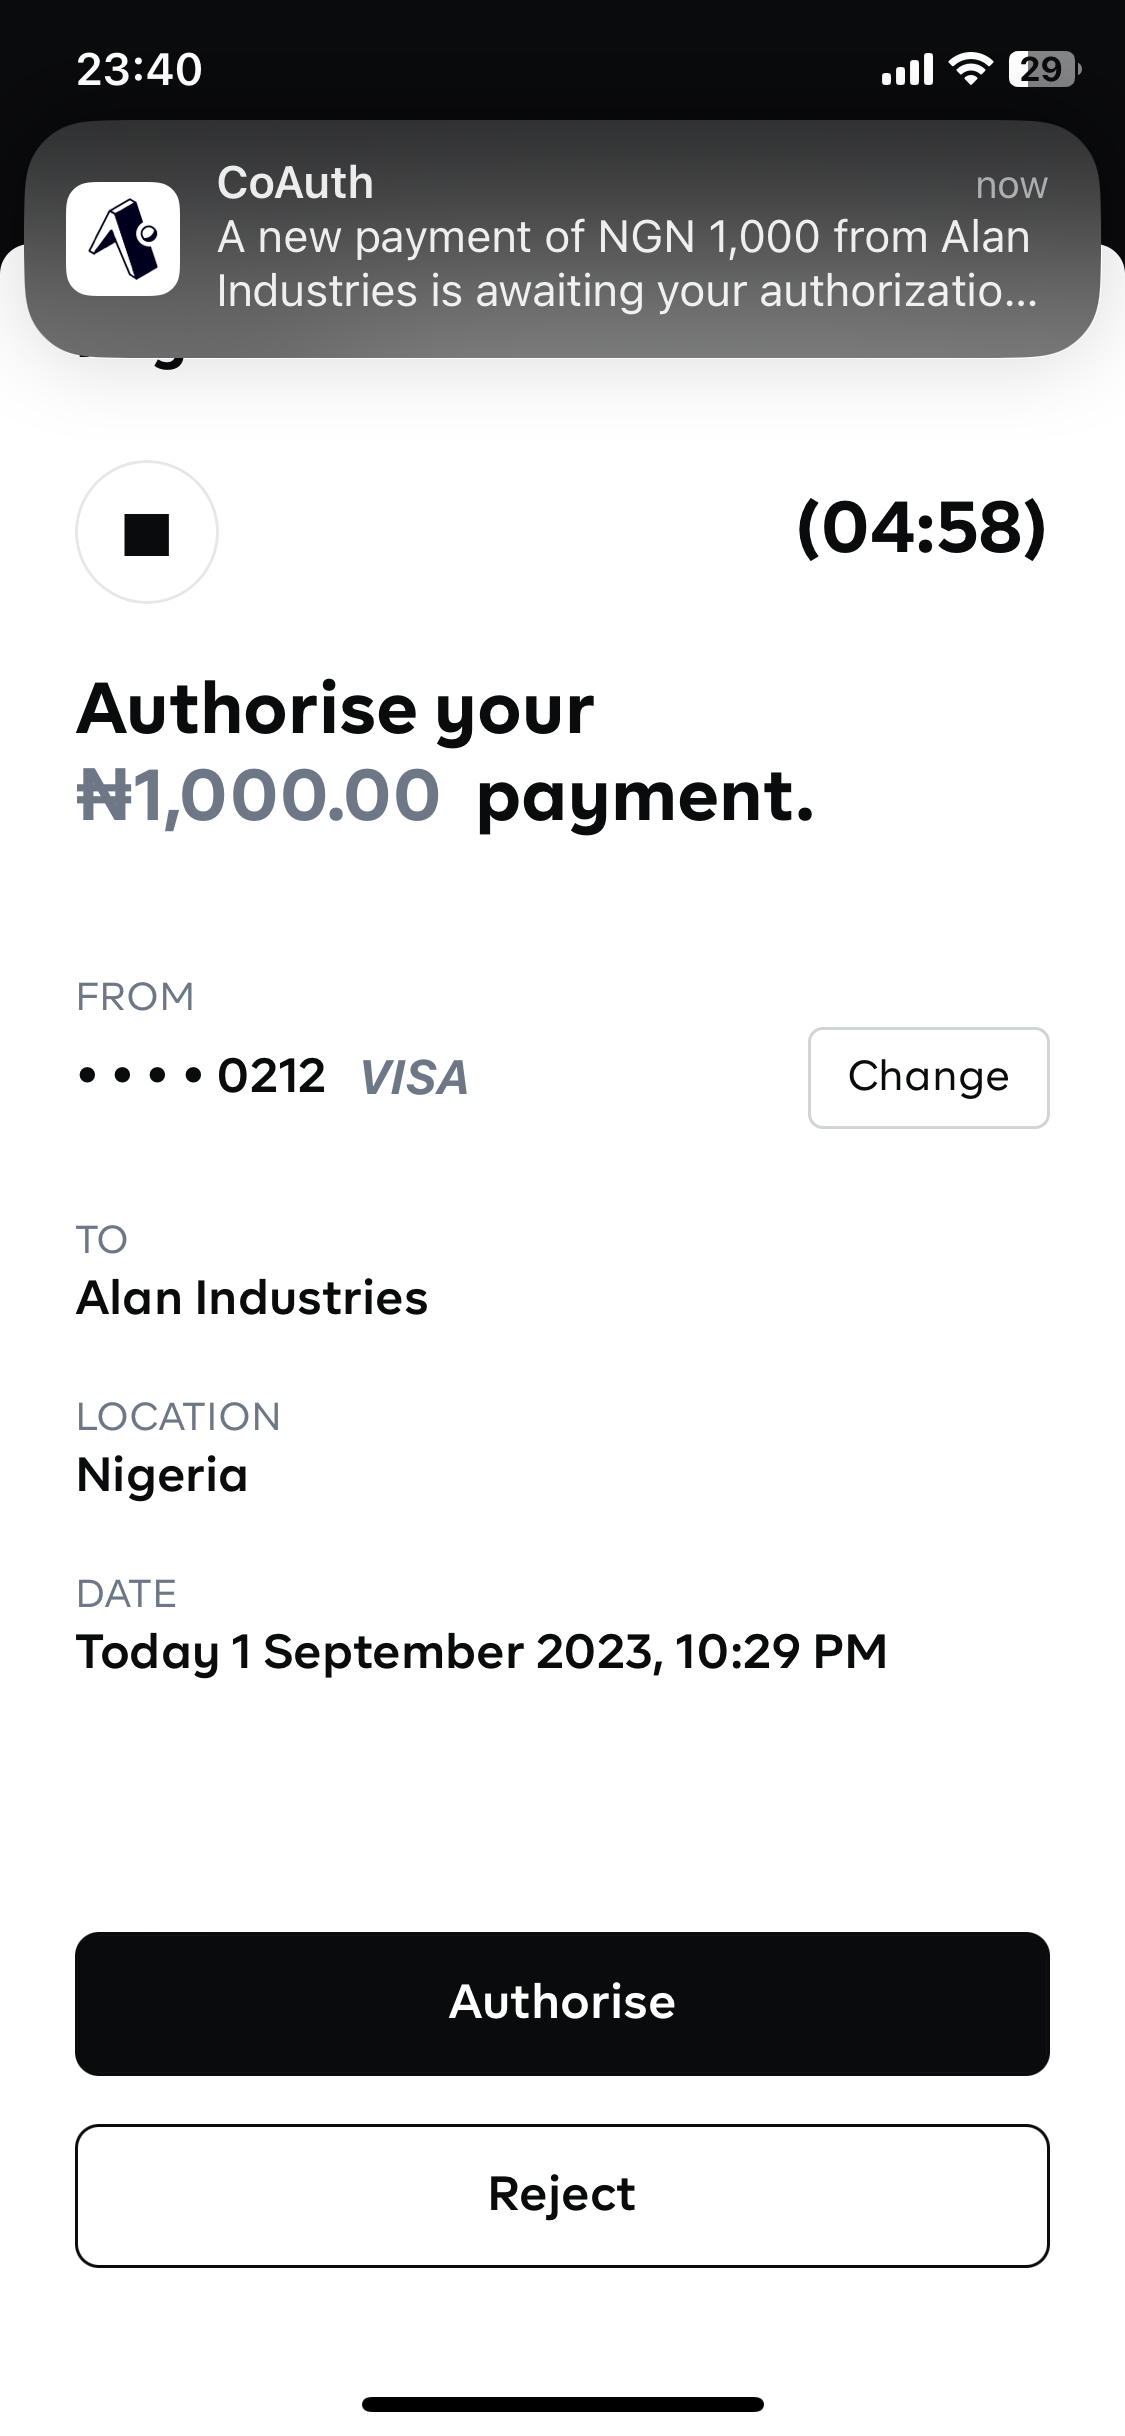 23:40
29
CoAuth
now
A new payment of NGN 1,000 from Alan
Industries is awaiting your authorizatio...
(04:58)
Authorise your
₦1,000.00 payment.
FROM
• • • • 0212 VISA
Change
TO
Alan Industries
LOCATION
Nigeria
DATE
Today 1 September 2023, 10:29 PM
Authorise
Reject